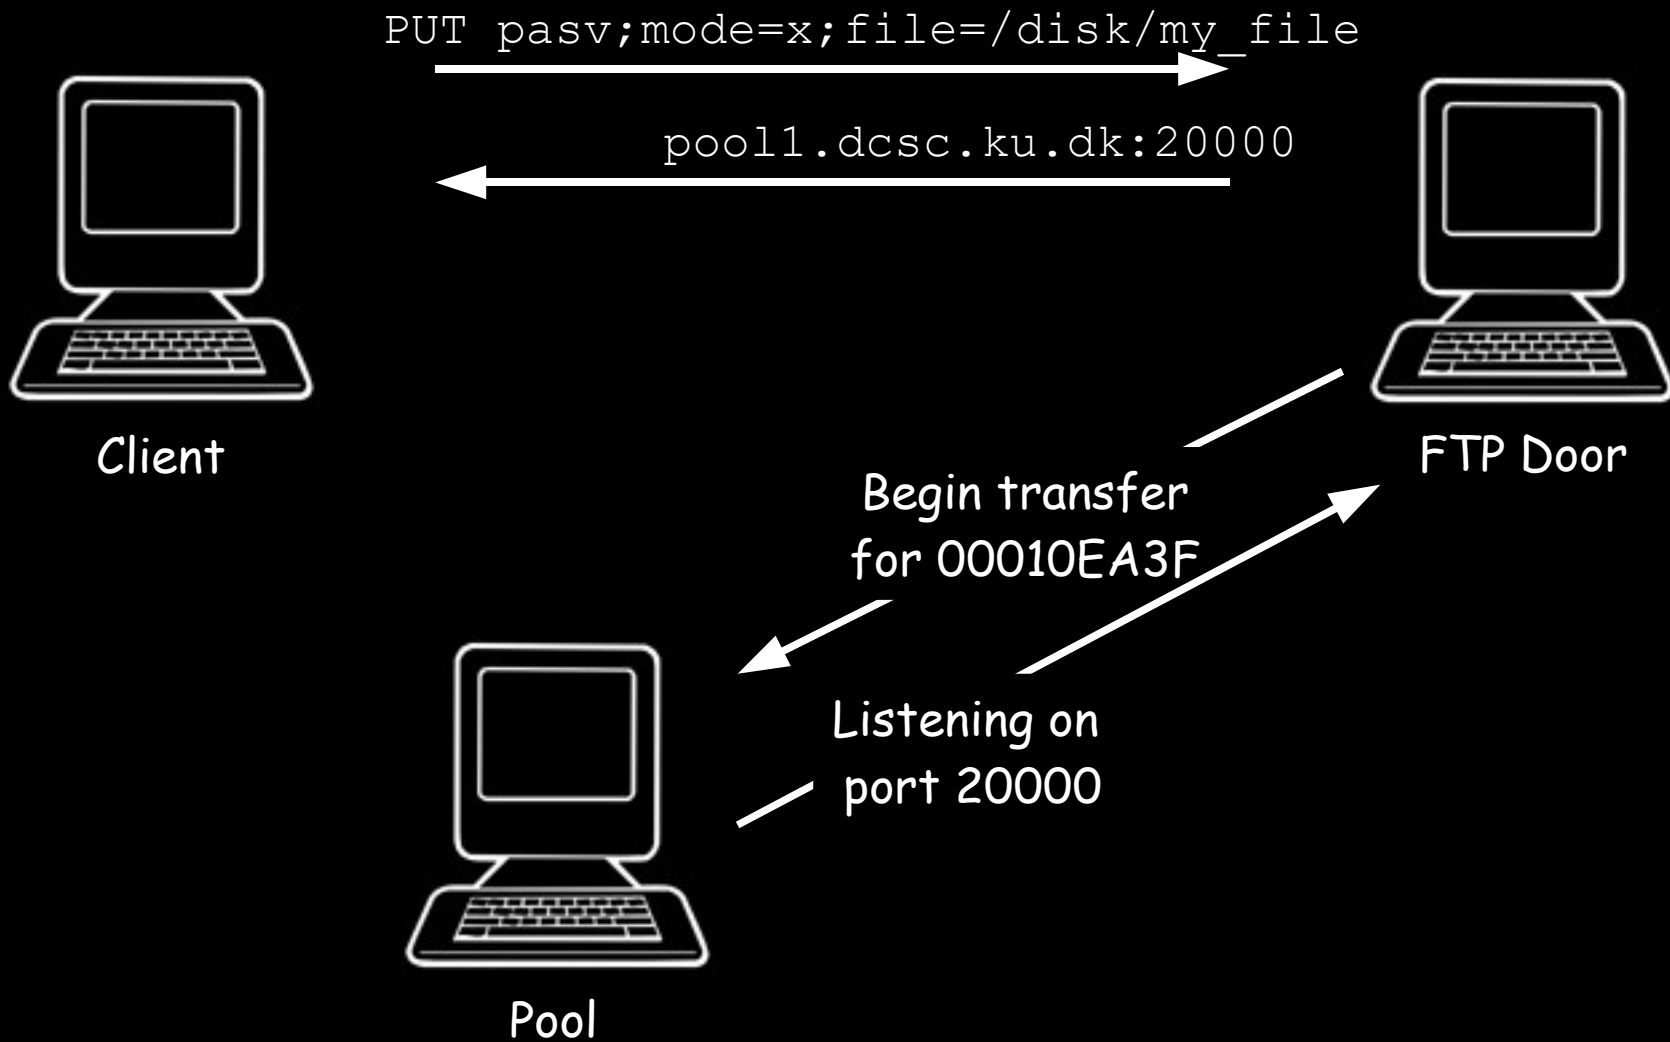 PUT pasv;mode=x;file=/disk/my_file
pool1.dcsc.ku.dk:20000
Client
FTP Door
Begin transfer
for 00010EA3F
Listening on
port 20000
Pool